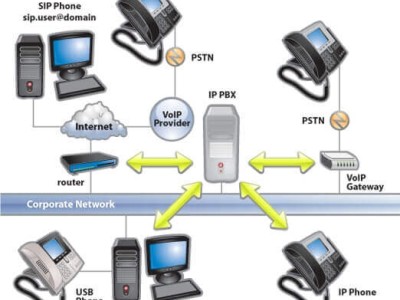 SIP Phone
sip.user@domain
PSTN
IP PBX
VoIP
Provider
Internet
PSTN
router
VoIP
Gateway
Corporate Network
USB
Phone
IP Phone